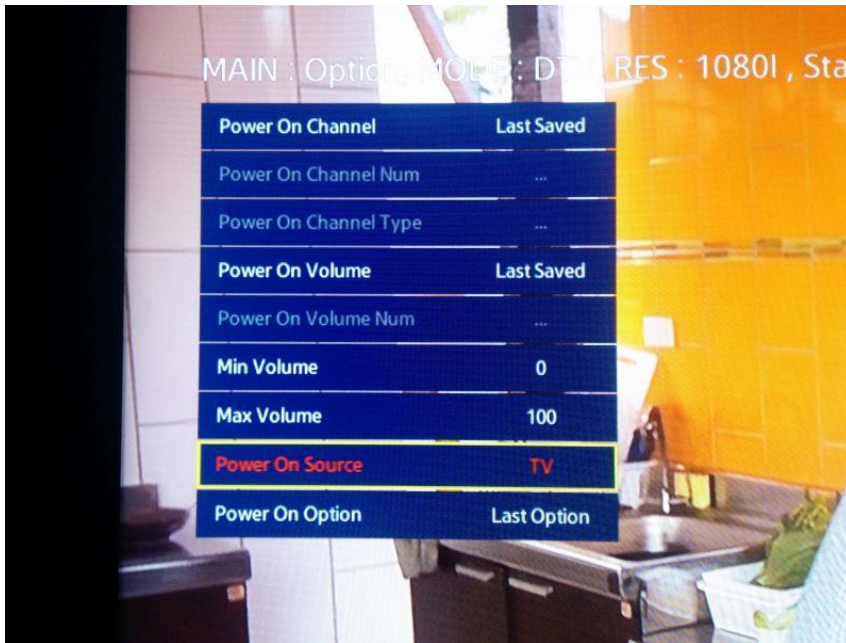 MAIN : Option, MODE : DTV, RES : 1080I , Sta
Power On Channel Last Saved
Power On Channel Num ...
Power On Channel Type ...
Power On Volume Last Saved
Power On Volume Num ...
Min Volume 0
Max Volume 100
Power On Source TV
Power On Option Last Option